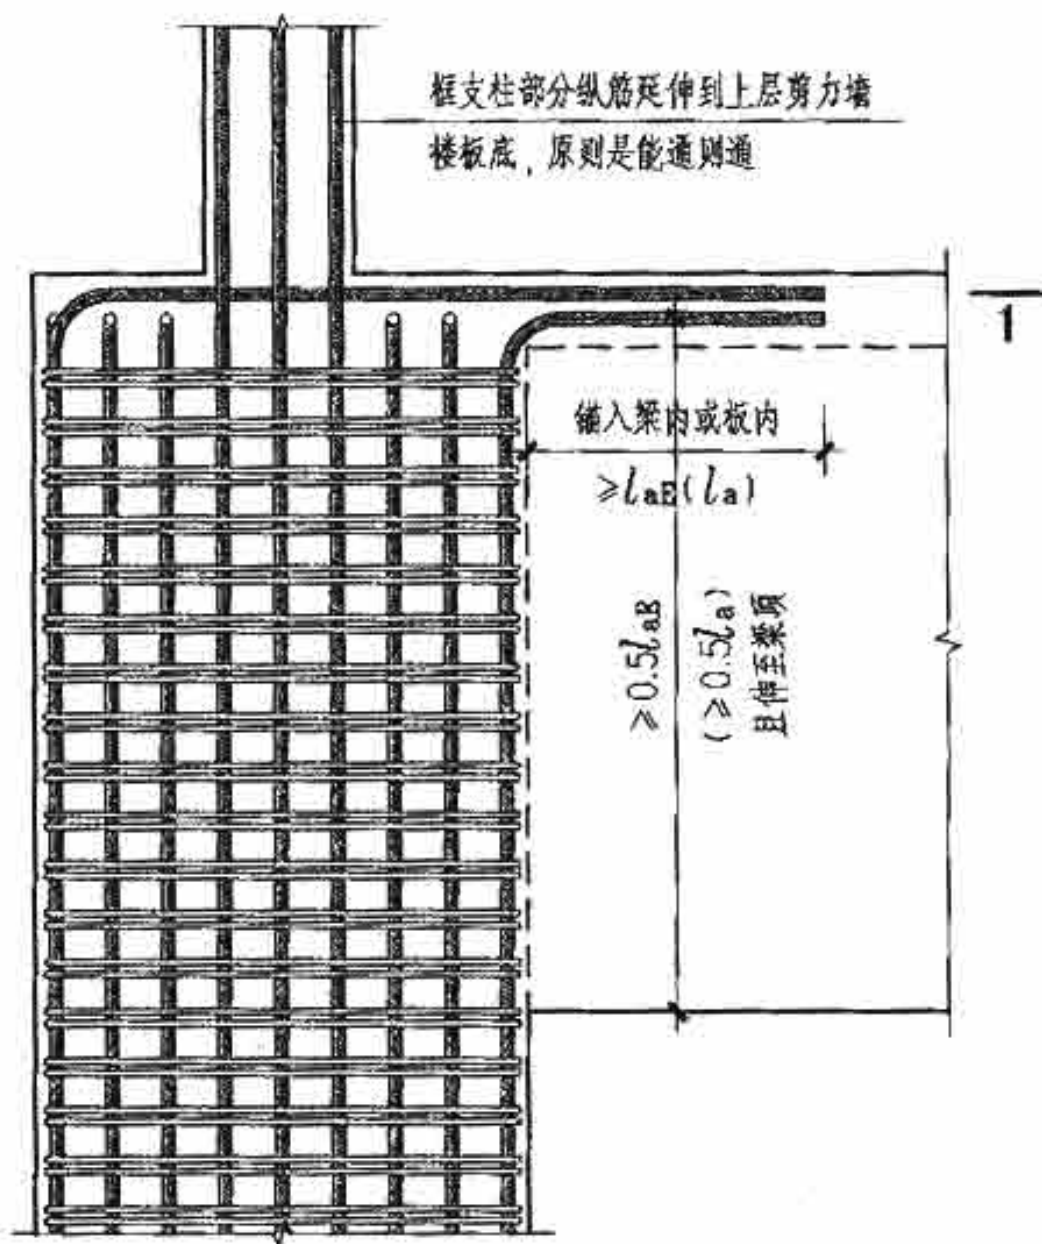 框支柱部分纵筋延伸到上层剪力墙
楼板底，原则是能通则通
1
锚入梁内或板内
≥laE(la)
≥0.5laE
(≥0.5la)
且伸至梁顶